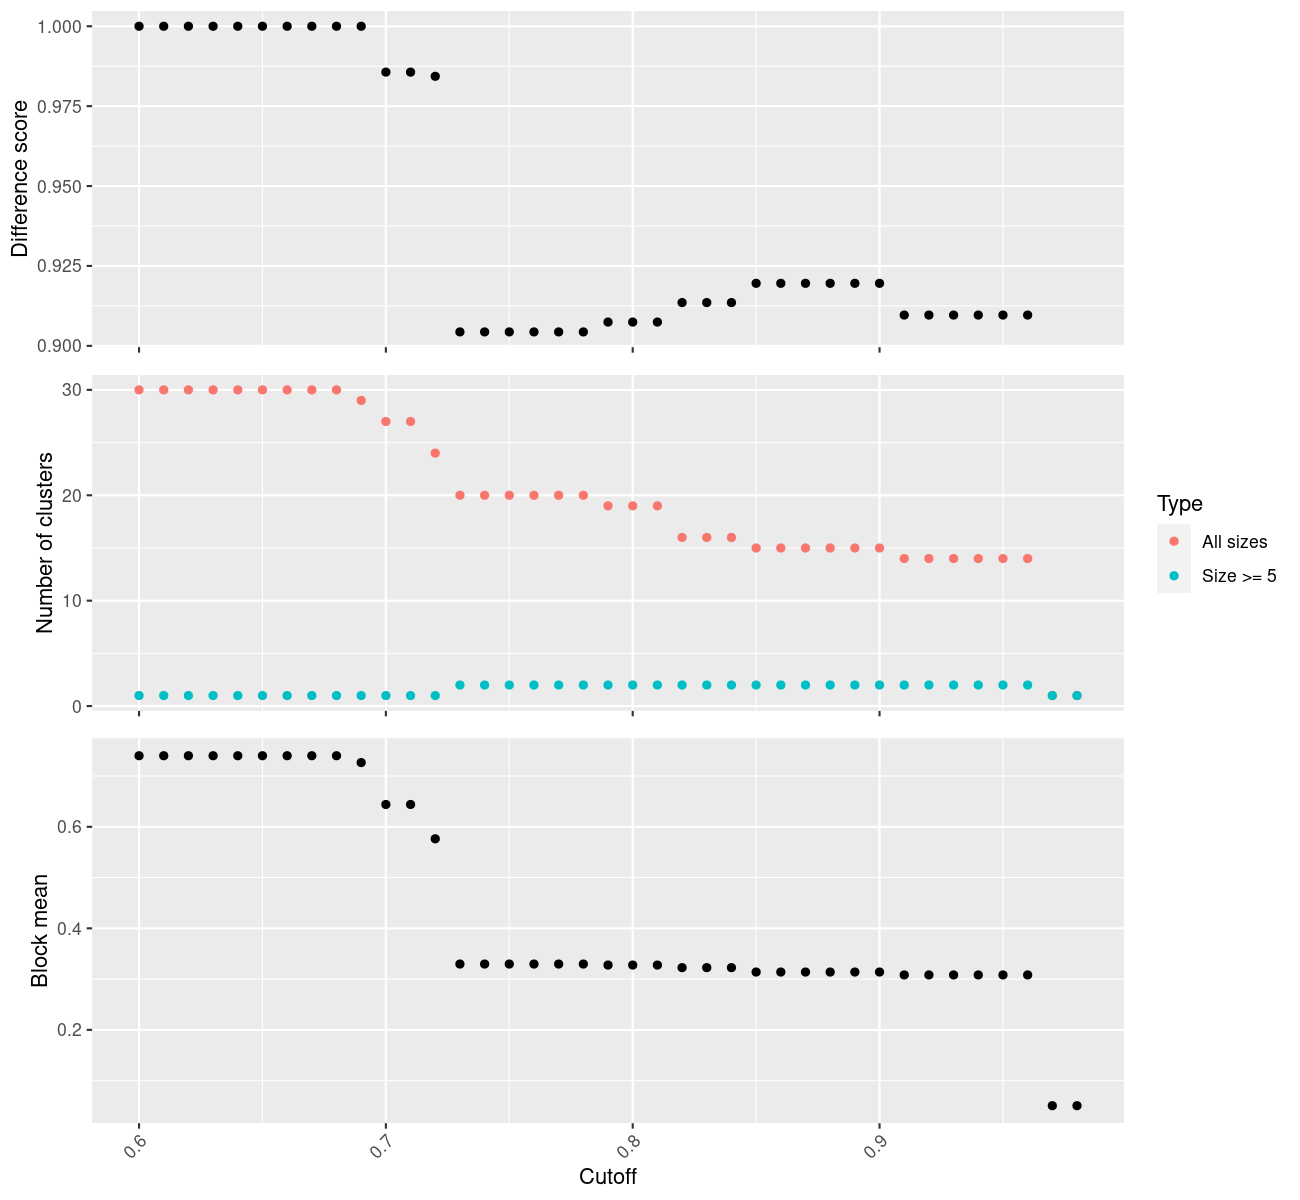 Difference score
1.000
0.975
0.950
0.925
0.900
Number of clusters
30
20
10
0
Type
All sizes
Size >= 5
Block mean
0.6
0.4
0.2
0.6
0.7
0.8
0.9
Cutoff